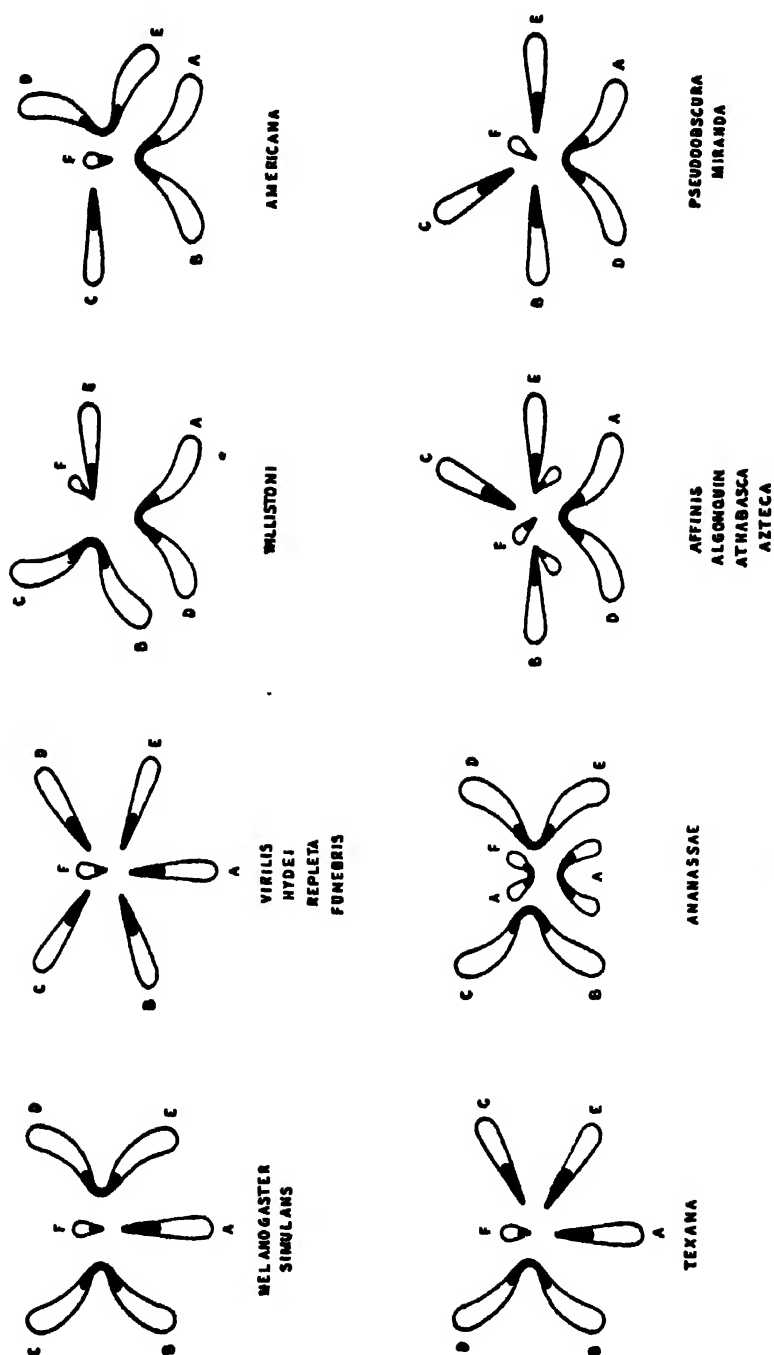 C D
F
B E
A
MELANOGASTER
SIMULANS
C D
F
B E
A
VIRILIS
HYDEI
REPLETA
FUNEBRIS
C
F E
B
D A
WILLISTONI
D
F
C E
B A
AMERICANA
D C
F
B E
A
TEXANA
C D
A F
B E
A
ANANASSAE
C
F
B E
D A
AFFINIS
ALGONQUIN
ATHABASCA
AZTECA
C
F
B E
D A
PSEUDOOBSCURA
MIRANDA